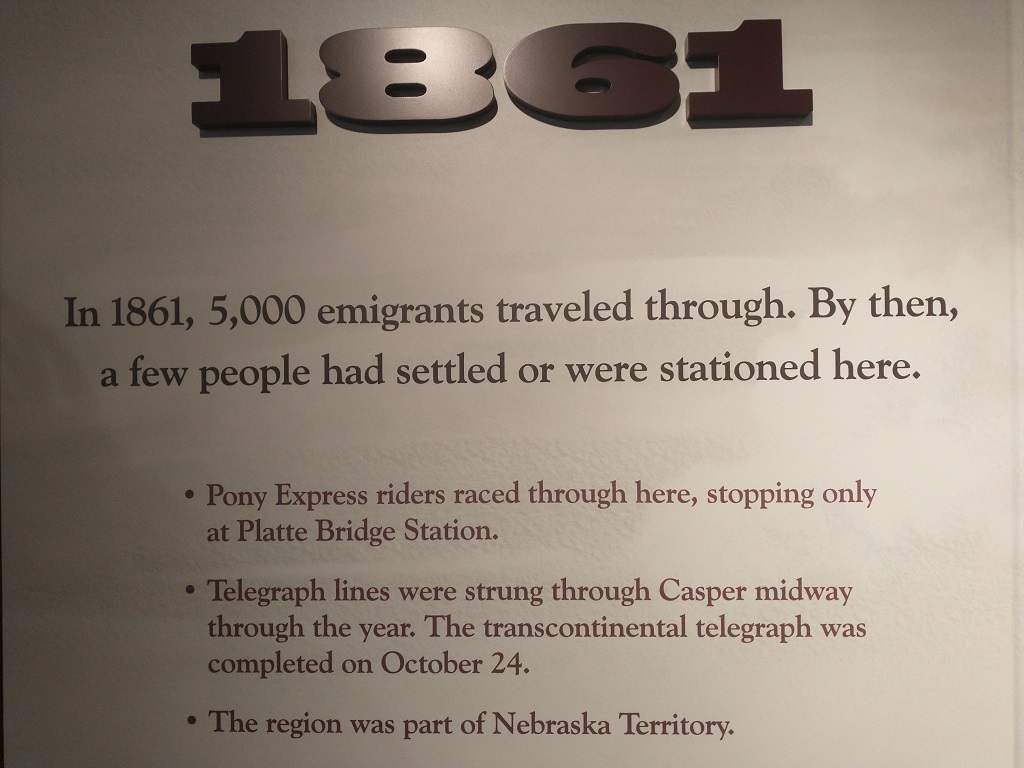 1861
In 1861, 5,000 emigrants traveled through. By then,
a few people had settled or were stationed here.
• Pony Express riders raced through here, stopping only
at Platte Bridge Station.
• Telegraph lines were strung through Casper midway
through the year. The transcontinental telegraph was
completed on October 24.
• The region was part of Nebraska Territory.